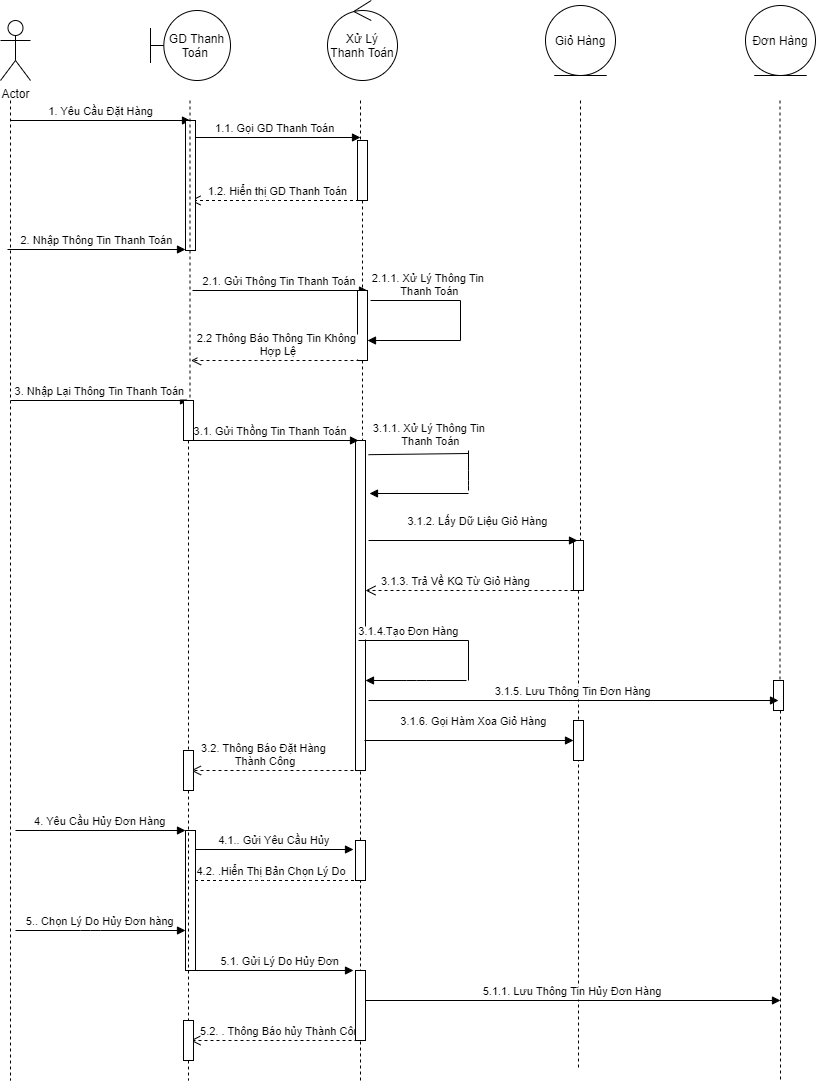 GD Thanh
Toán
Xử Lý
Thanh Toán
Giỏ Hàng
Đơn Hàng
Actor
1. Yêu Cầu Đặt Hàng
1.1. Gọi GD Thanh Toán
1.2. Hiển thị GD Thanh Toán
2. Nhập Thông Tin Thanh Toán
2.1. Gửi Thông Tin Thanh Toán
2.1.1. Xử Lý Thông Tin
Thanh Toán
2.2 Thông Báo Thông Tin Không
Hợp Lệ
3. Nhập Lại Thông Tin Thanh Toán
3.1. Gửi Thông Tin Thanh Toán
3.1.1. Xử Lý Thông Tin
Thanh Toán
3.1.2. Lấy Dữ Liệu Giỏ Hàng
3.1.3. Trả Về KQ Từ Giỏ Hàng
3.1.4.Tạo Đơn Hàng
3.1.5. Lưu Thông Tin Đơn Hàng
3.1.6. Gọi Hàm Xoa Giỏ Hàng
3.2. Thông Báo Đặt Hàng
Thành Công
4. Yêu Cầu Hủy Đơn Hàng
4.1.. Gửi Yêu Cầu Hủy
4.2. .Hiển Thị Bản Chọn Lý Do
5.. Chọn Lý Do Hủy Đơn hàng
5.1. Gửi Lý Do Hủy Đơn
5.1.1. Lưu Thông Tin Hủy Đơn Hàng
5.2. . Thông Báo hủy Thành